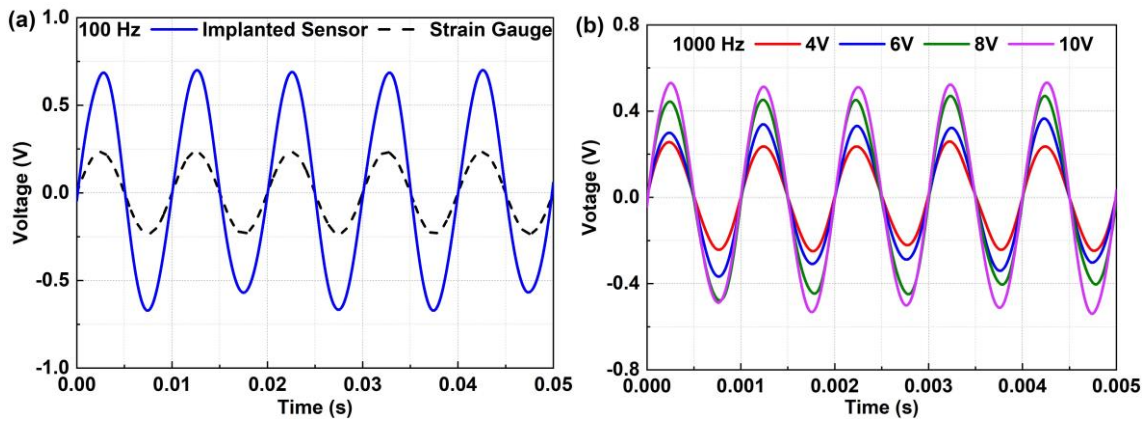 (a)
100 Hz Implanted Sensor Strain Gauge
1.0
0.5
0.0
-0.5
-1.0
Voltage (V)
0.00 0.01 0.02 0.03 0.04 0.05
Time (s)
(b)
1000 Hz 4V 6V 8V 10V
0.8
0.4
0.0
-0.4
-0.8
Votage (V)
0.000 0.001 0.002 0.003 0.004 0.005
Time (s)